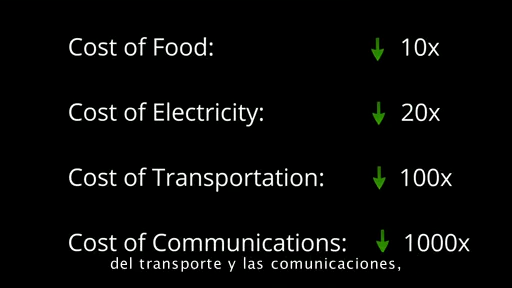 Cost of Food: ↓ 10x
Cost of Electricity: ↓ 20x
Cost of Transportation: ↓ 100x
Cost of Communications: ↓ 1000x
del transporte y las comunicaciones,